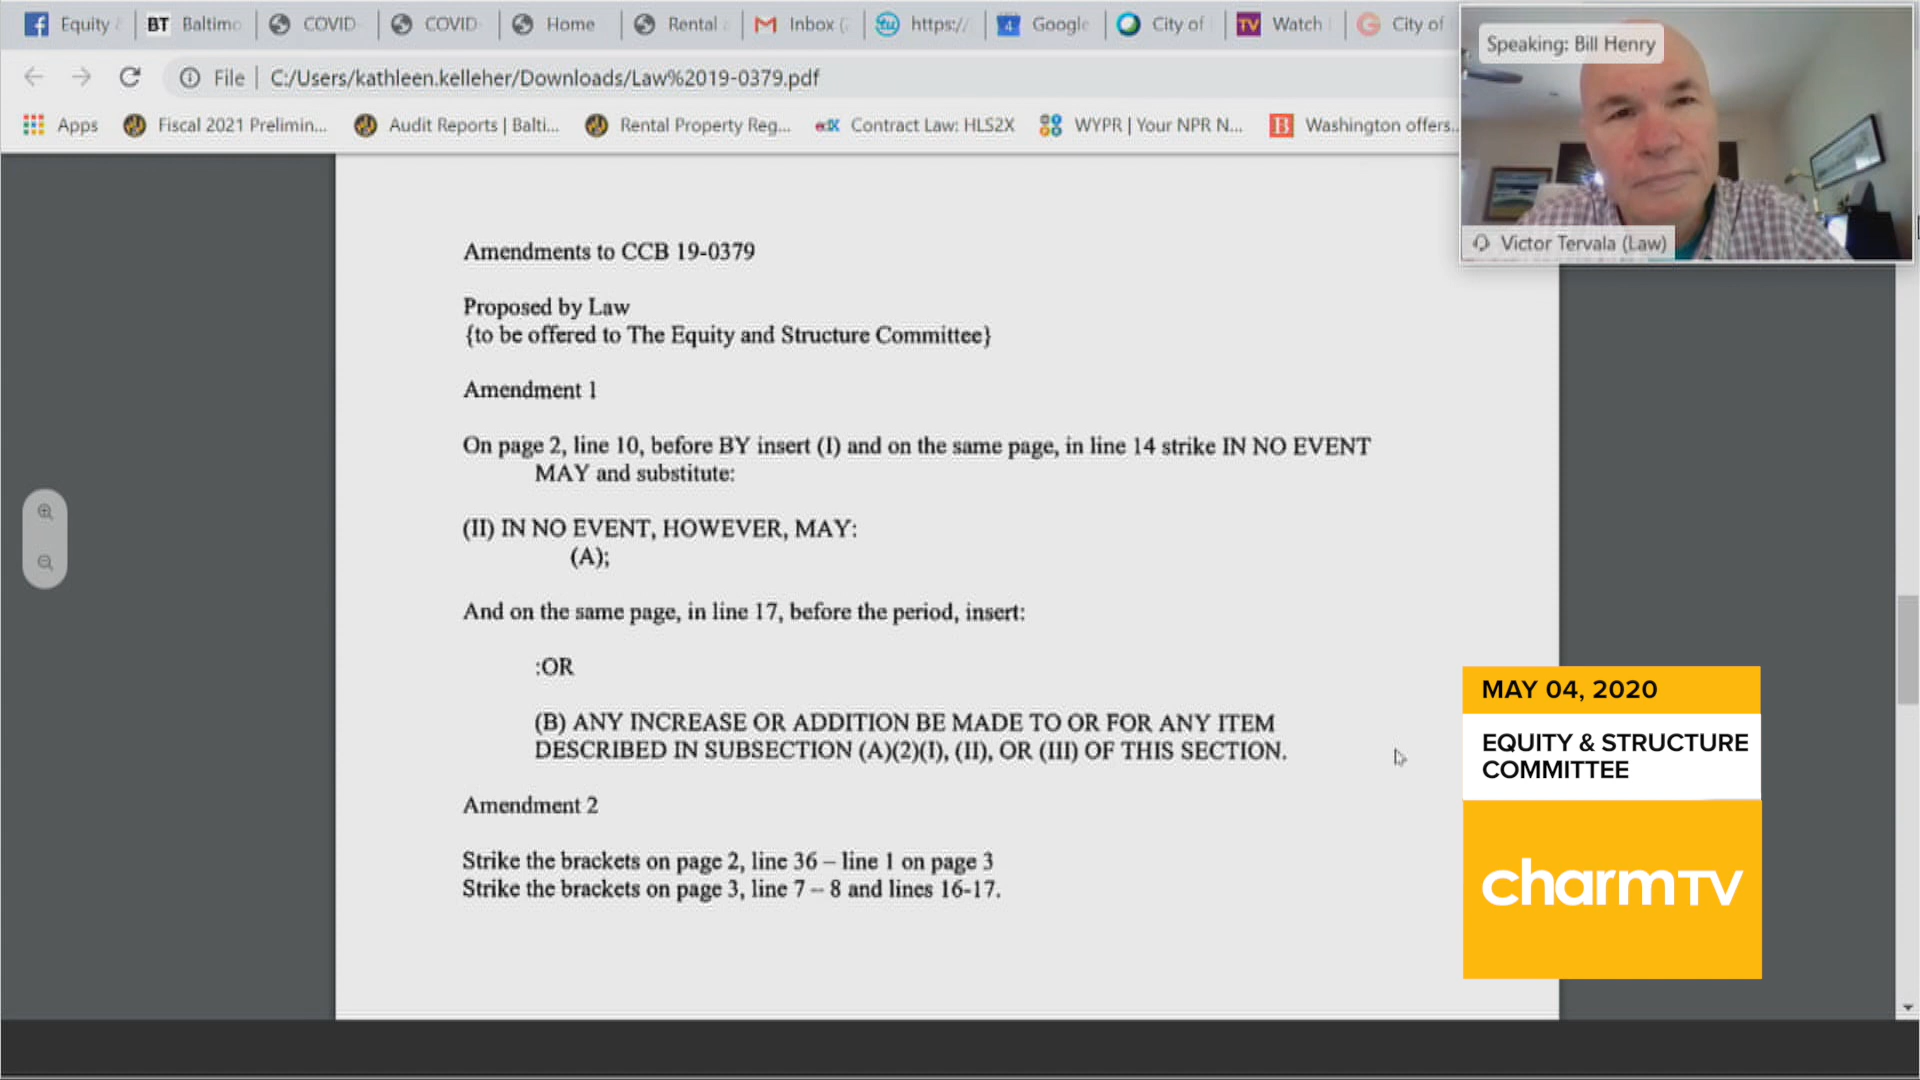 Equity
BT Baltimo
COVID
COVID
Home
Rental
Inbox (
https://
4 Google
City of
TV Watch
City of
File | C:/Users/kathleen.kelleher/Downloads/Law%2019-0379.pdf
Apps
Fiscal 2021 Prelimin...
Audit Reports | Balti...
Rental Property Reg...
edX Contract Law: HLS2X
WYPR | Your NPR N...
B Washington offers...
Speaking: Bill Henry
Victor Tervala (Law)
Amendments to CCB 19-0379
Proposed by Law
{to be offered to The Equity and Structure Committee}
Amendment 1
On page 2, line 10, before BY insert (I) and on the same page, in line 14 strike IN NO EVENT
MAY and substitute:
(II) IN NO EVENT, HOWEVER, MAY:
(A);
And on the same page, in line 17, before the period, insert:
:OR
(B) ANY INCREASE OR ADDITION BE MADE TO OR FOR ANY ITEM
DESCRIBED IN SUBSECTION (A)(2)(I), (II), OR (III) OF THIS SECTION.
Amendment 2
Strike the brackets on page 2, line 36 – line 1 on page 3
Strike the brackets on page 3, line 7 – 8 and lines 16-17.
MAY 04, 2020
EQUITY & STRUCTURE
COMMITTEE
charmTV